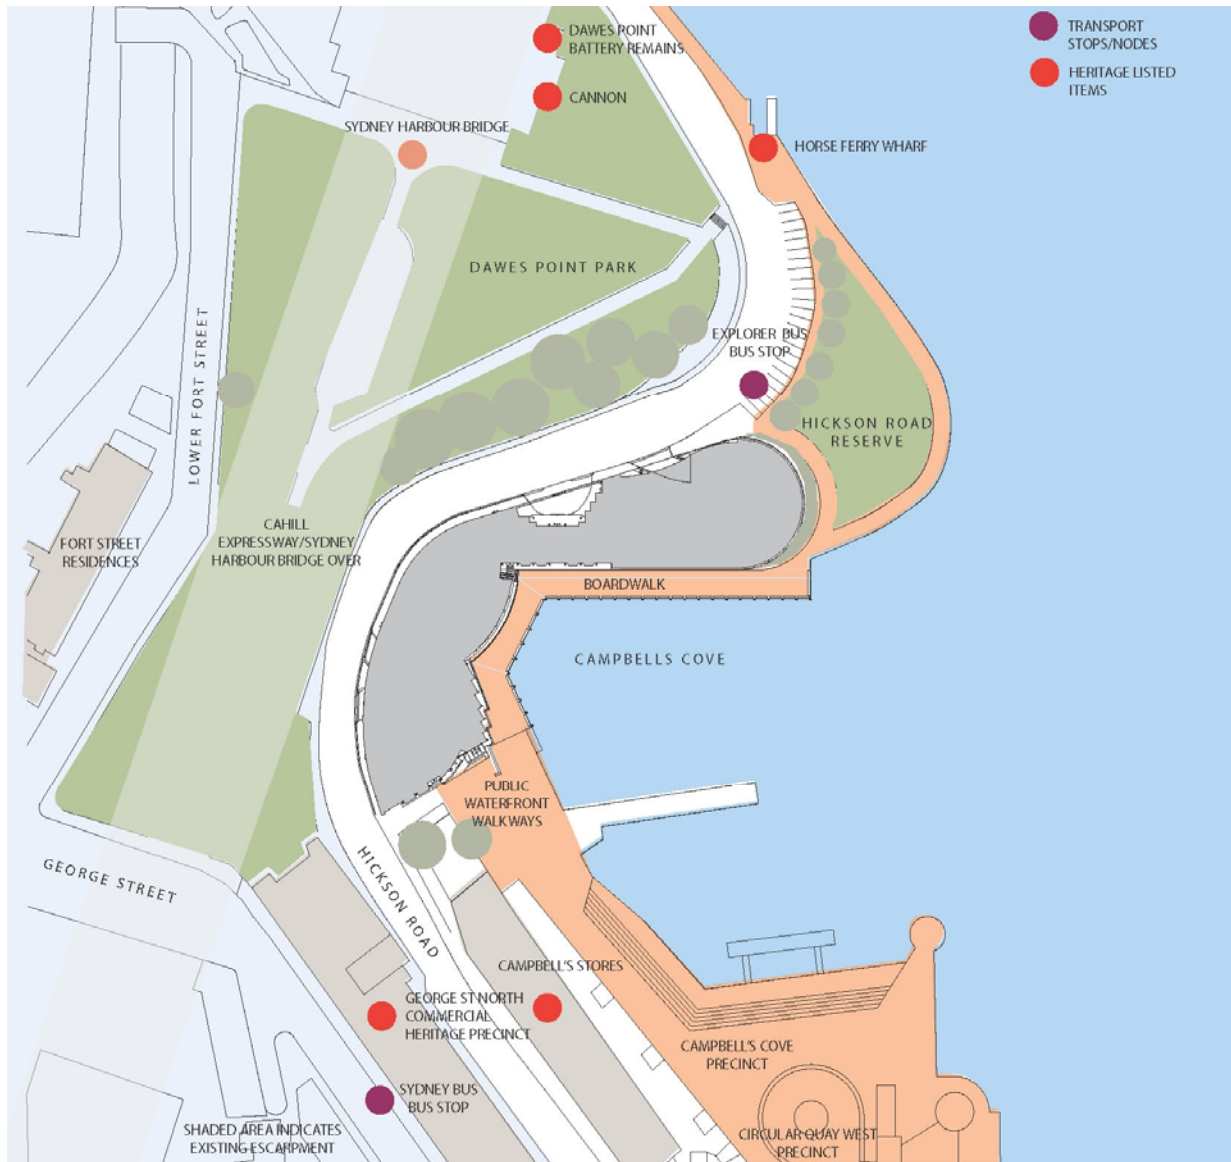 DAWES POINT
BATTERY REMAINS
TRANSPORT
STOPS/NODES
HERITAGE LISTED
ITEMS
CANNON
SYDNEY HARBOUR BRIDGE
HORSE FERRY WHARF
DAWES POINT PARK
LOWER FORT STREET
EXPLORER BUS
BUS STOP
HICKSON ROAD
RESERVE
CAHILL
EXPRESSWAY/SYDNEY
HARBOUR BRIDGE OVER
FORT STREET
RESIDENCES
BOARDWALK
CAMPBELLS COVE
PUBLIC
WATERFRONT
WALKWAYS
GEORGE STREET
HICKSON ROAD
CAMPBELL'S STORES
GEORGE ST NORTH
COMMERCIAL
HERITAGE PRECINCT
CAMPBELL'S COVE
PRECINCT
SYDNEY BUS
BUS STOP
SHADED AREA INDICATES
EXISTING ESCARPMENT
CIRCULAR QUAY WEST
PRECINCT